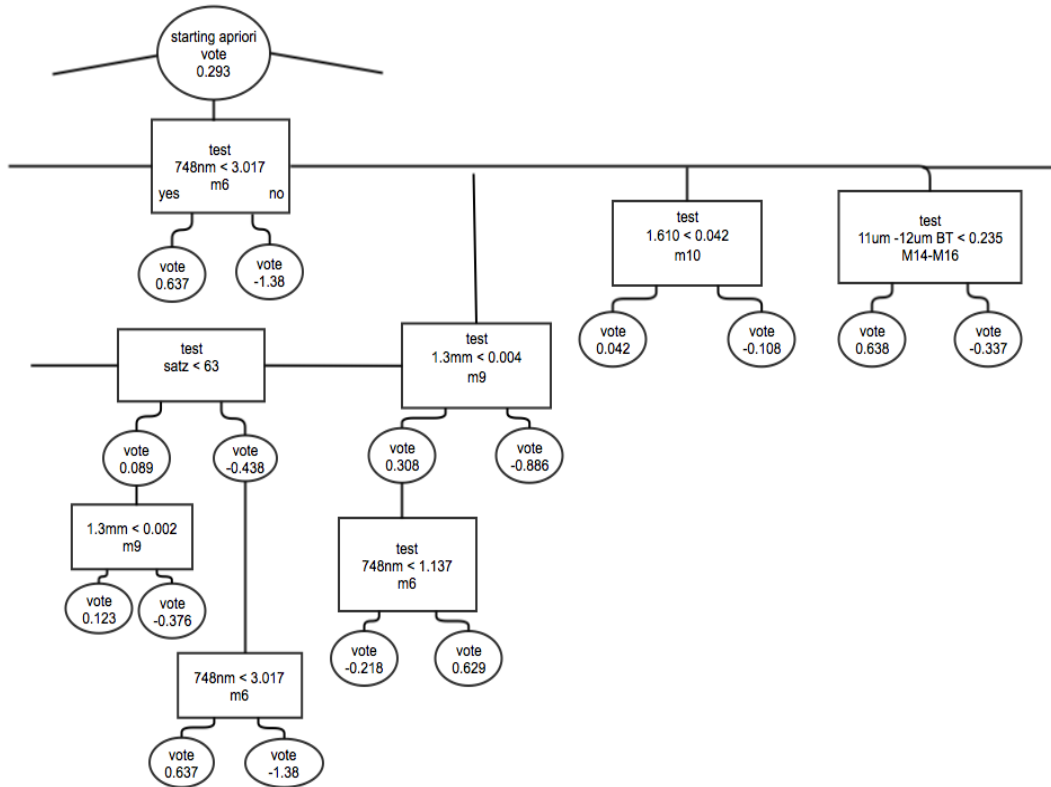 starting apriori
vote
0.293
test
748nm < 3.017
m6
yes
no
vote
0.637
vote
-1.38
test
1.610 < 0.042
m10
vote
0.042
vote
-0.108
test
11um -12um BT < 0.235
M14-M16
vote
0.638
vote
-0.337
test
satz < 63
vote
0.089
vote
-0.438
1.3mm < 0.002
m9
vote
0.123
vote
-0.376
748nm < 3.017
m6
vote
0.637
vote
-1.38
test
1.3mm < 0.004
m9
vote
0.308
vote
-0.886
test
748nm < 1.137
m6
vote
-0.218
vote
0.629